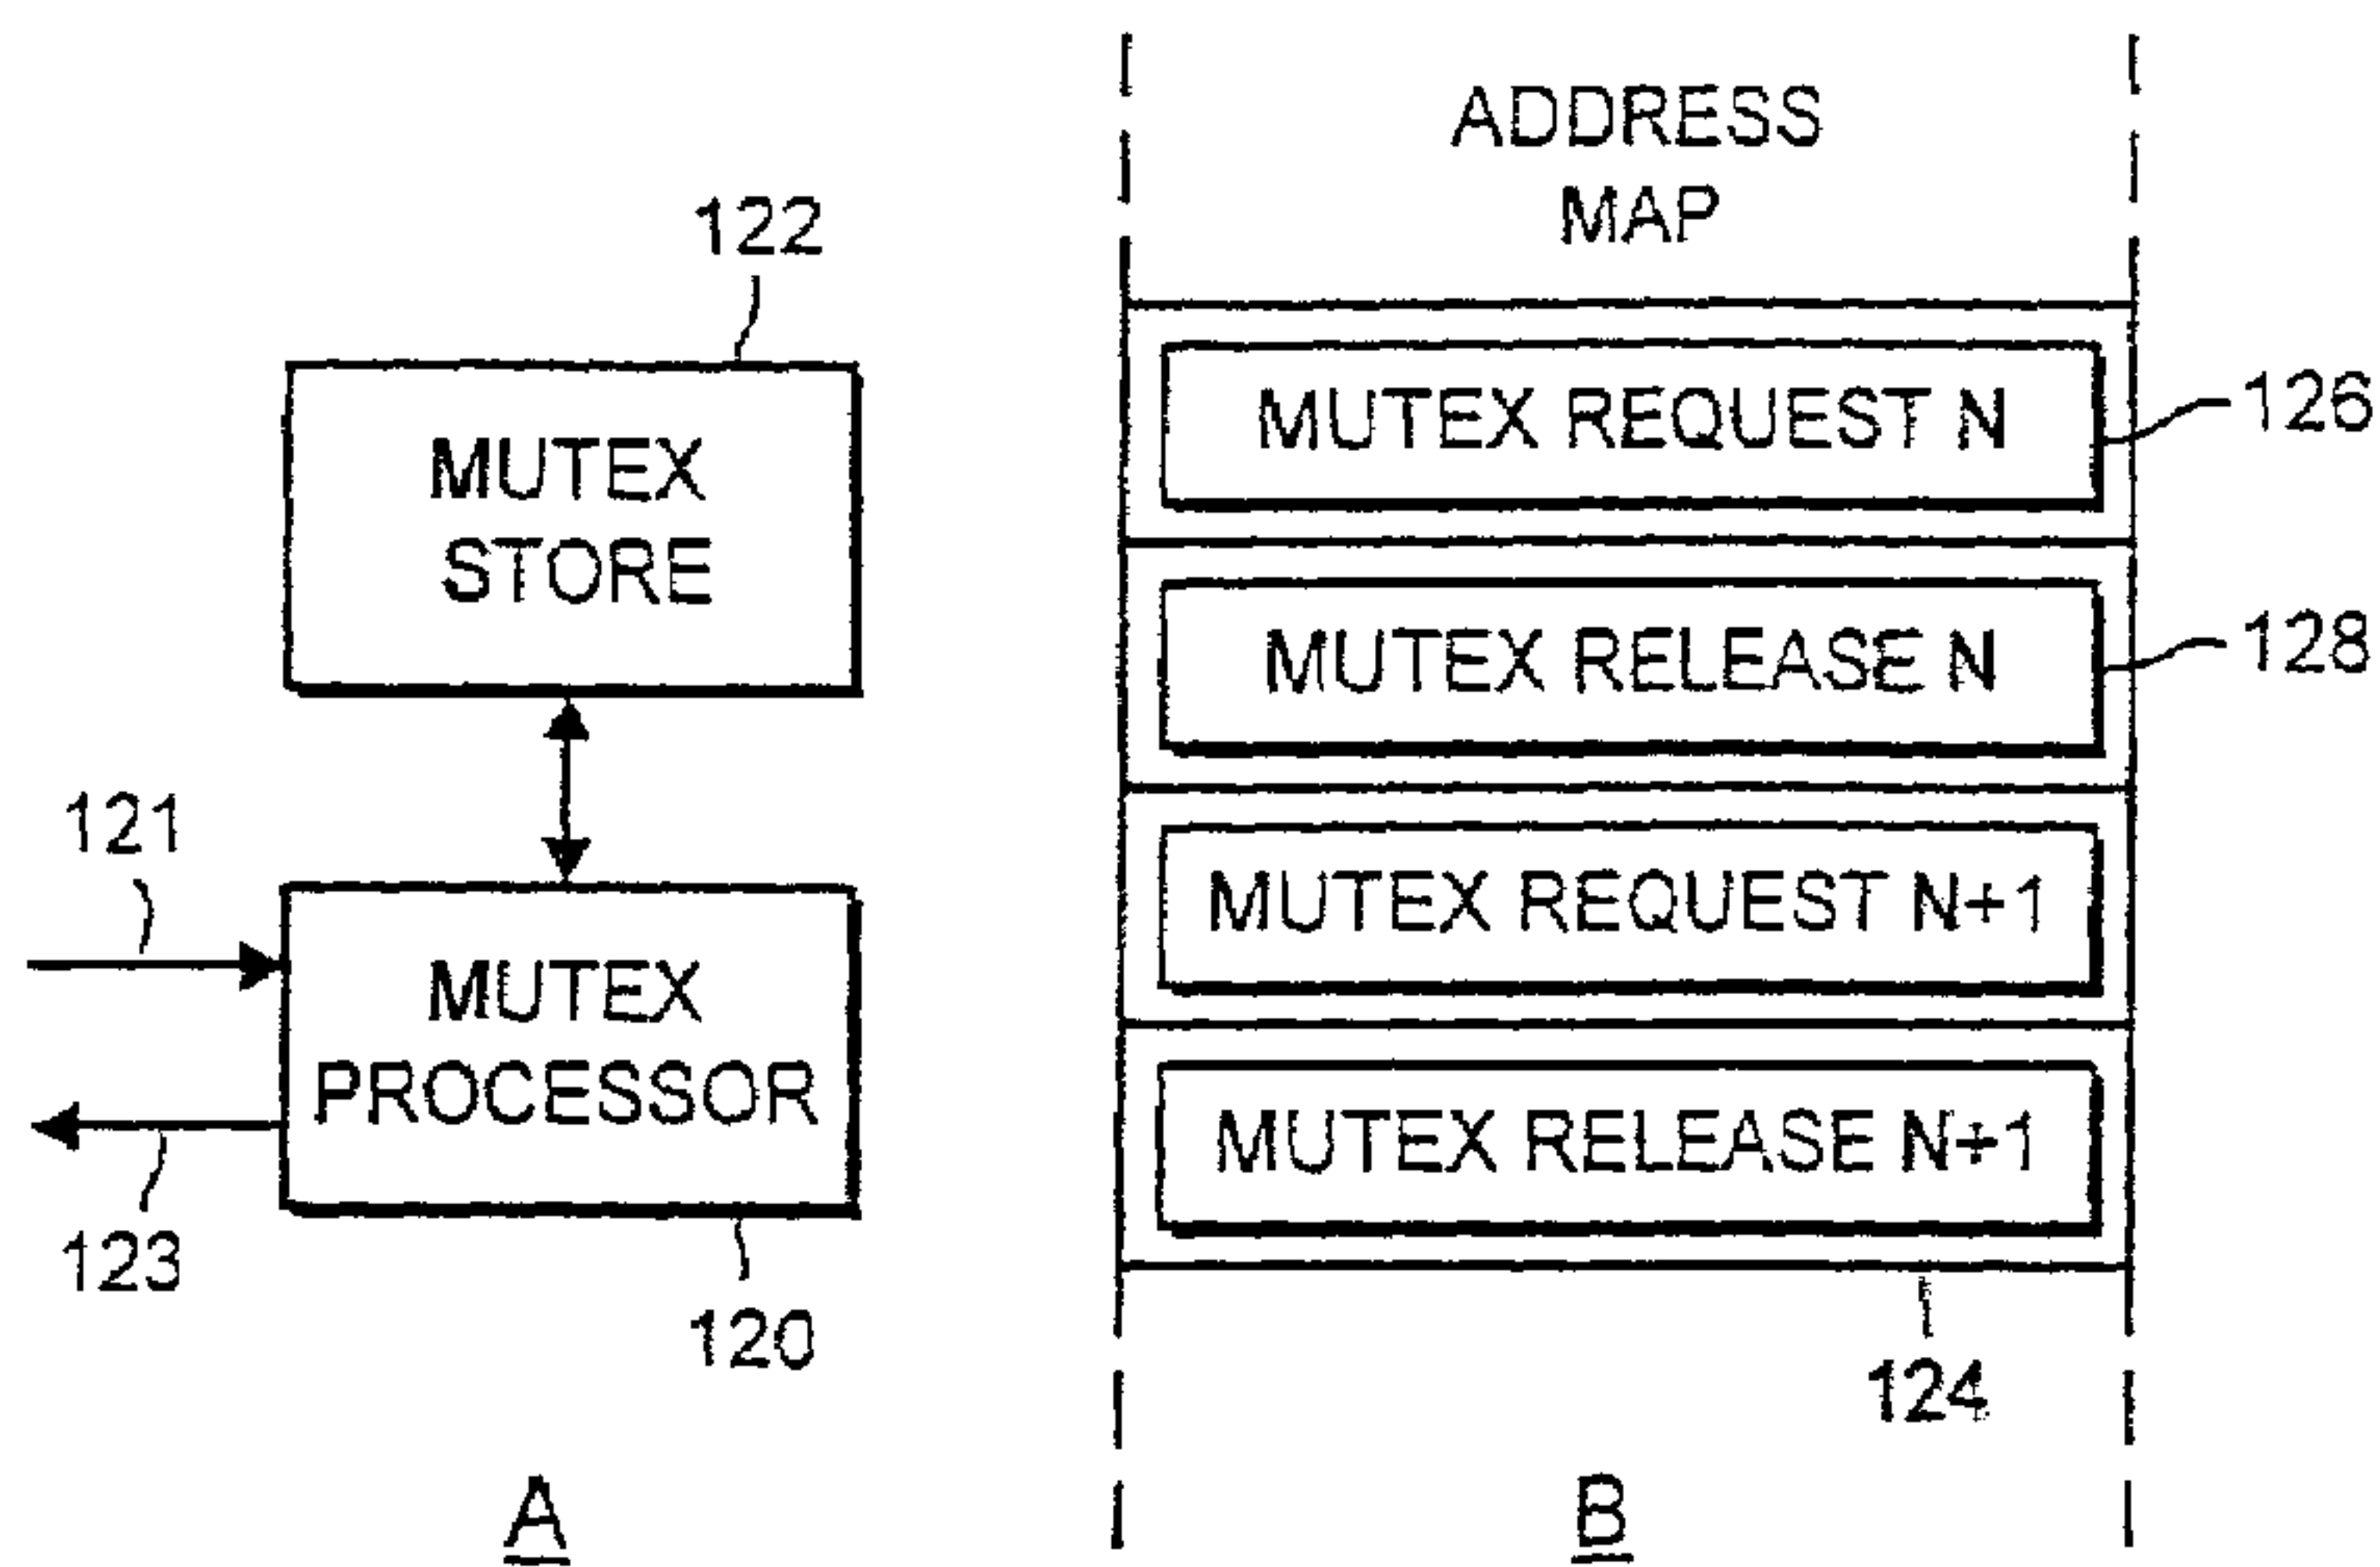 122
MUTEX
STORE
121
MUTEX
PROCESSOR
123
120
A
ADDRESS
MAP
MUTEX REQUEST N
126
MUTEX RELEASE N
128
MUTEX REQUEST N+1
MUTEX RELEASE N+1
124
B